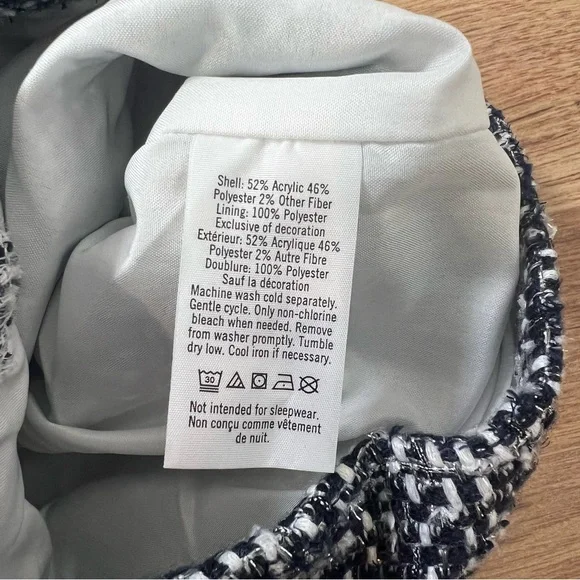 Shell: 52% Acrylic 46%
Polyester 2% Other Fiber
Lining: 100% Polyester
Exclusive of decoration
Extérieur: 52% Acrylique 46%
Polyester 2% Autre Fibre
Doublure: 100% Polyester
Sauf la décoration
Machine wash cold separately.
Gentle cycle. Only non-chlorine
bleach when needed. Remove
from washer promptly. Tumble
dry low. Cool iron if necessary.
30
Not intended for sleepwear.
Non conçu comme vêtement
de nuit.